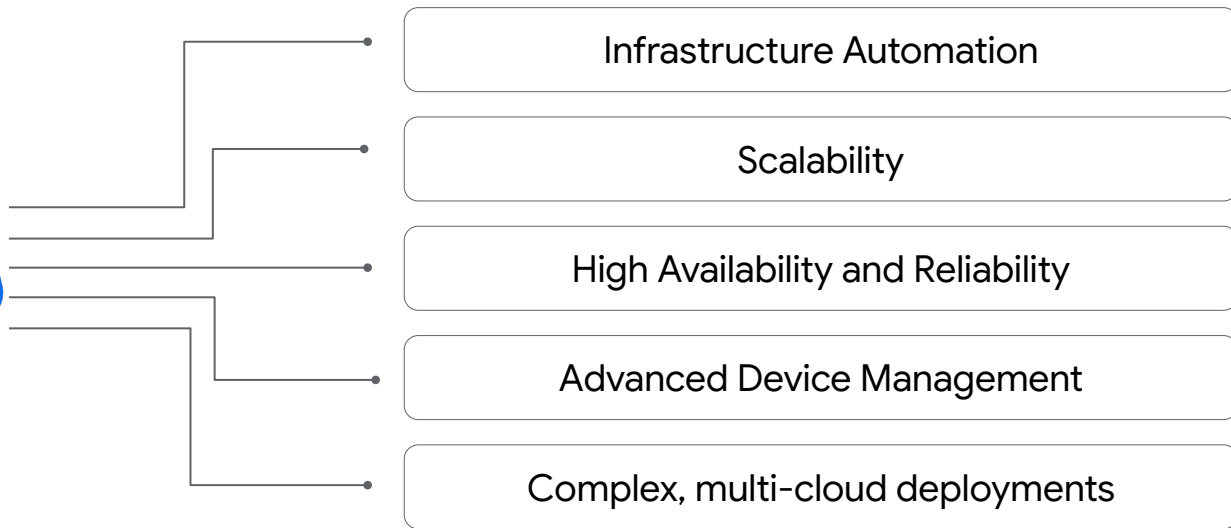 Infrastructure Automation
Scalability
High Availability and Reliability
Advanced Device Management
Complex, multi-cloud deployments